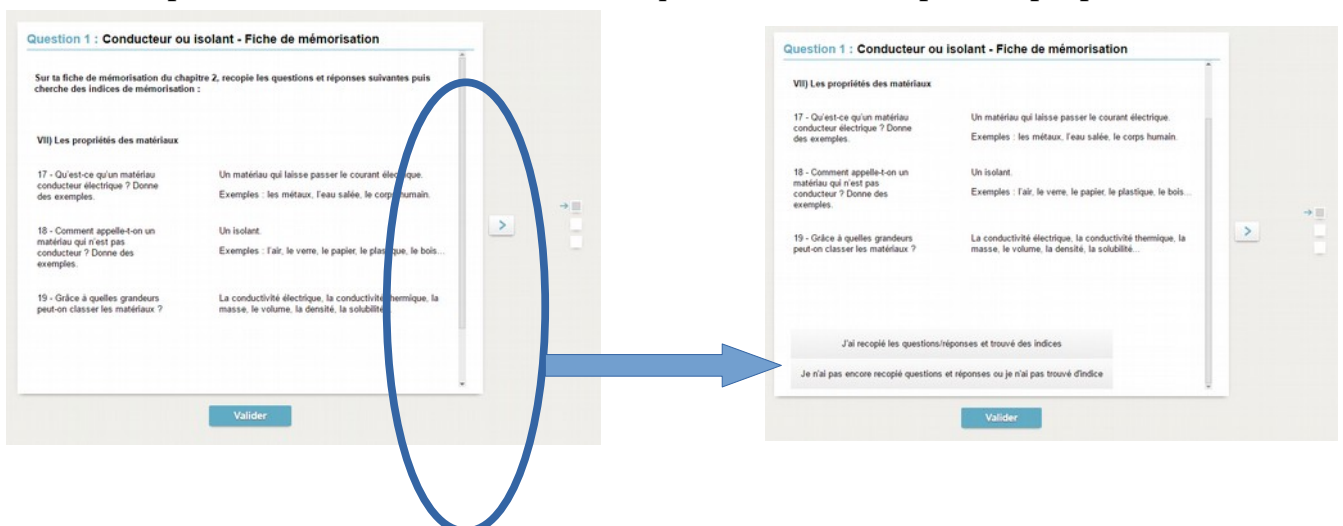 Question 1 : Conducteur ou isolant - Fiche de mémorisation
Sur ta fiche de mémorisation du chapitre 2, recopie les questions et réponses suivantes puis
cherche des indices de mémorisation :
VII) Les propriétés des matériaux
17 - Qu'est-ce qu'un matériau
conducteur électrique ? Donne
des exemples.
Un matériau qui laisse passer le courant électrique.
Exemples : les métaux, l'eau salée, le corps humain.
18 - Comment appelle-t-on un
matériau qui n'est pas
conducteur ? Donne des
exemples.
Un isolant.
Exemples : l'air, le verre, le papier, le plastique, le bois...
19 - Grâce à quelles grandeurs
peut-on classer les matériaux ?
La conductivité électrique, la conductivité thermique, la
masse, le volume, la densité, la solubilité...
Valider
Question 1 : Conducteur ou isolant - Fiche de mémorisation
VII) Les propriétés des matériaux
17 - Qu'est-ce qu'un matériau
conducteur électrique ? Donne
des exemples.
Un matériau qui laisse passer le courant électrique.
Exemples : les métaux, l'eau salée, le corps humain.
18 - Comment appelle-t-on un
matériau qui n'est pas
conducteur ? Donne des
exemples.
Un isolant.
Exemples : l'air, le verre, le papier, le plastique, le bois...
19 - Grâce à quelles grandeurs
peut-on classer les matériaux ?
La conductivité électrique, la conductivité thermique, la
masse, le volume, la densité, la solubilité...
J'ai recopié les questions/réponses et trouvé des indices
Je n'ai pas encore recopié questions et réponses ou je n'ai pas trouvé d'indice
Valider